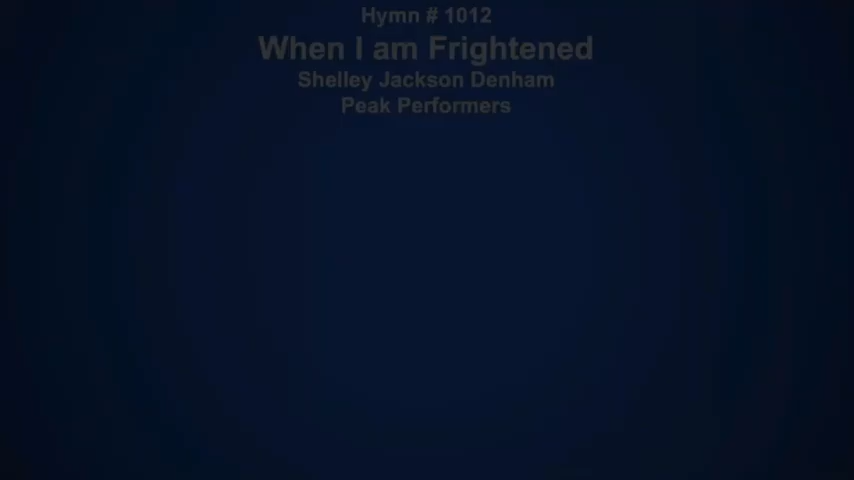 Hymn # 1012
When I am Frightened
Shelley Jackson Denham
Peak Performers